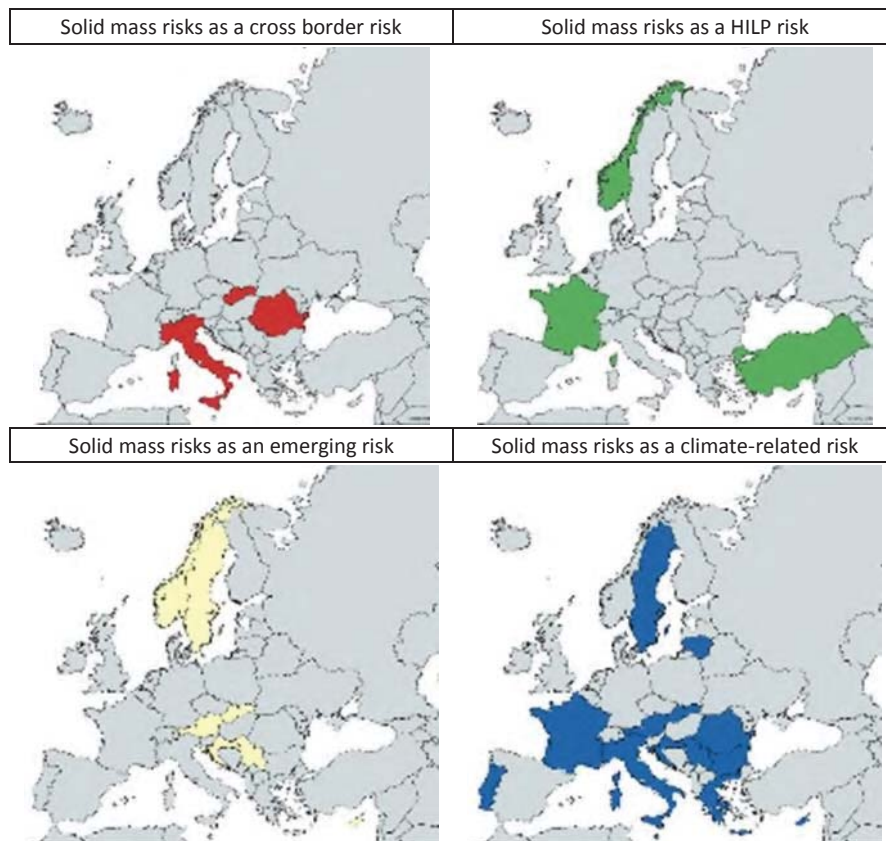 Solid mass risks as a cross border risk
Solid mass risks as a HILP risk
Solid mass risks as an emerging risk
Solid mass risks as a climate-related risk